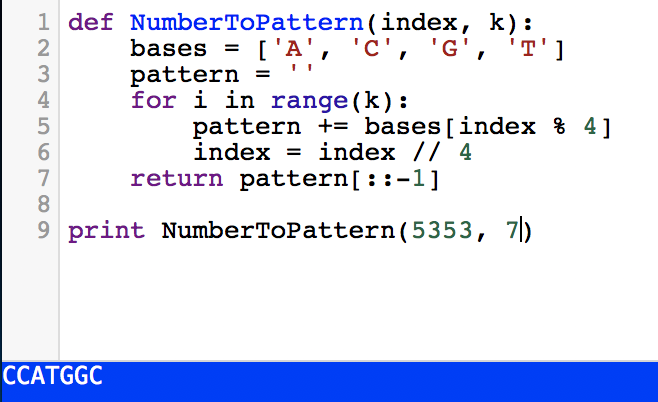 1 def NumberToPattern(index, k):
2     bases = ['A', 'C', 'G', 'T']
3     pattern = ''
4     for i in range(k):
5         pattern += bases[index % 4]
6         index = index // 4
7     return pattern[::-1]
8
9 print NumberToPattern(5353, 7)
CCATGGC